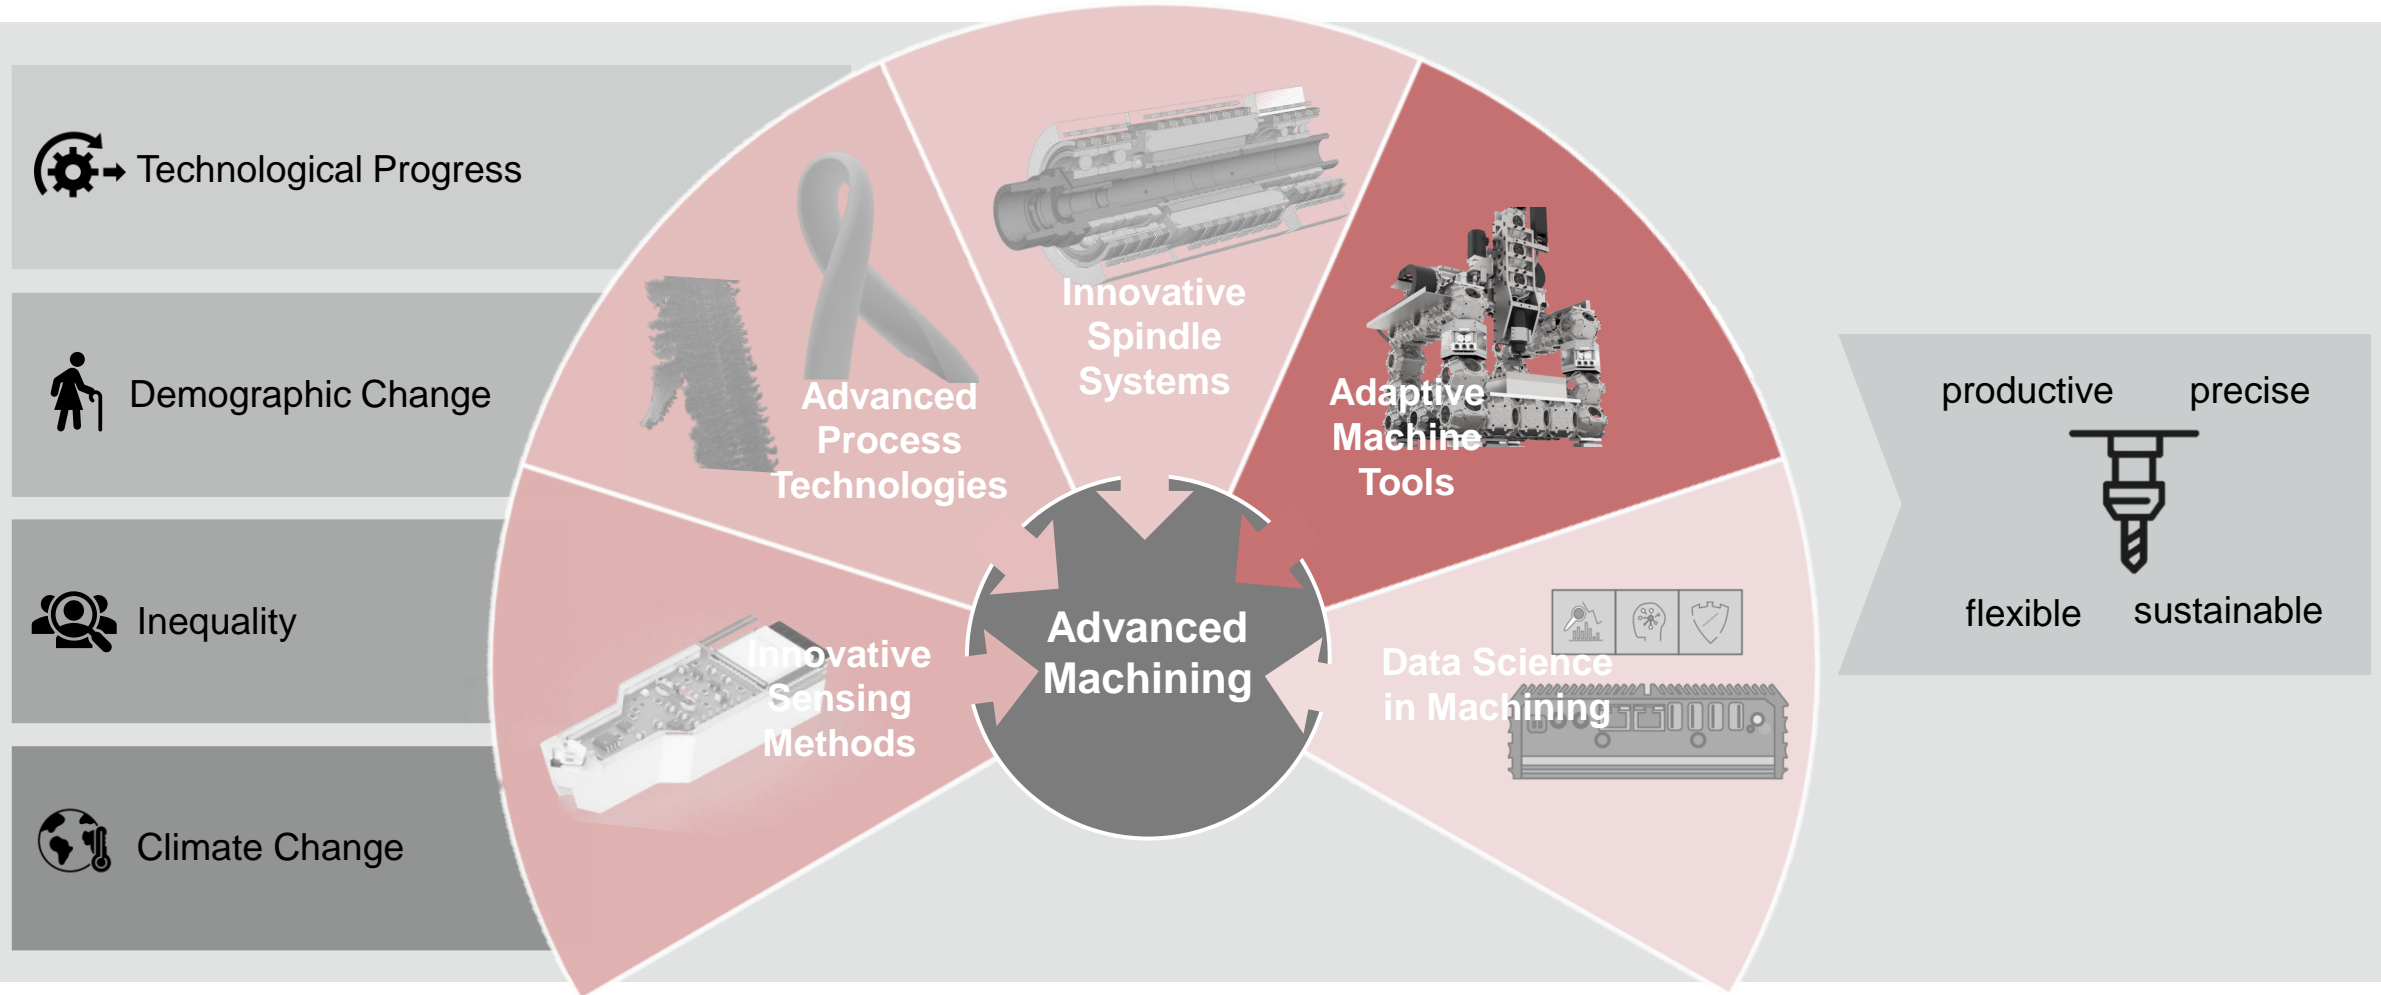 Technological Progress
Demographic Change
Inequality
Climate Change
Innovative
Sensing
Methods
Advanced
Process
Technologies
Innovative
Spindle
Systems
Adaptive
Machine
Tools
Data Science
in Machining
Advanced
Machining
productive precise
flexible sustainable